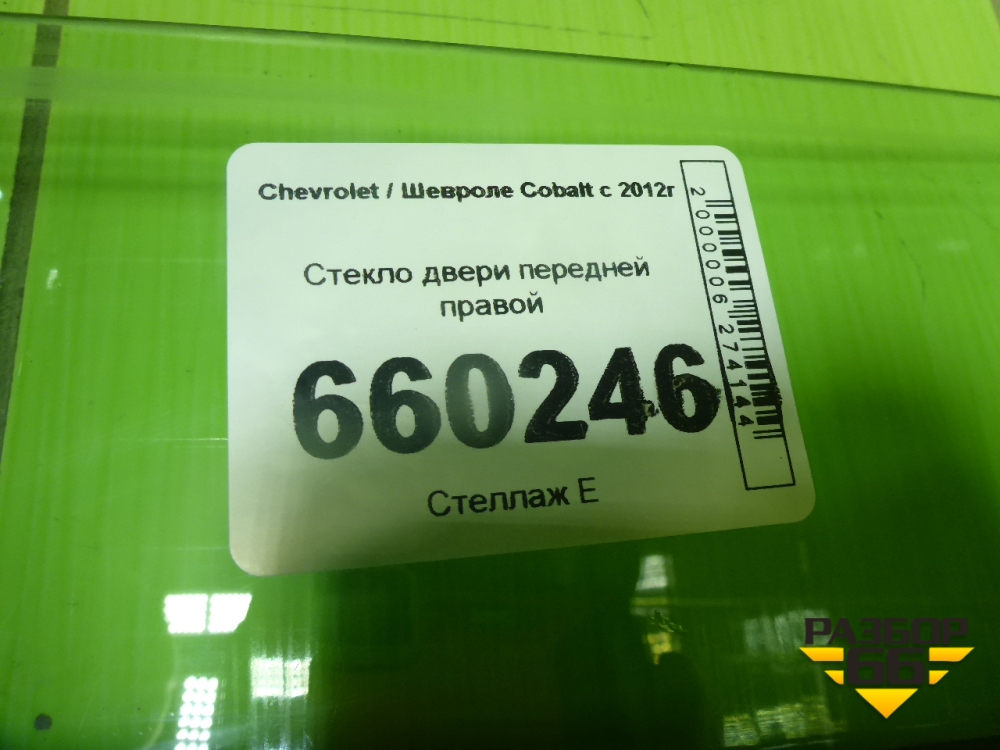 Chevrolet / Шевроле Cobalt с 2012г
Стекло двери передней
правой
660246
Стеллаж Е
2000006274144
РАЗБОР
66